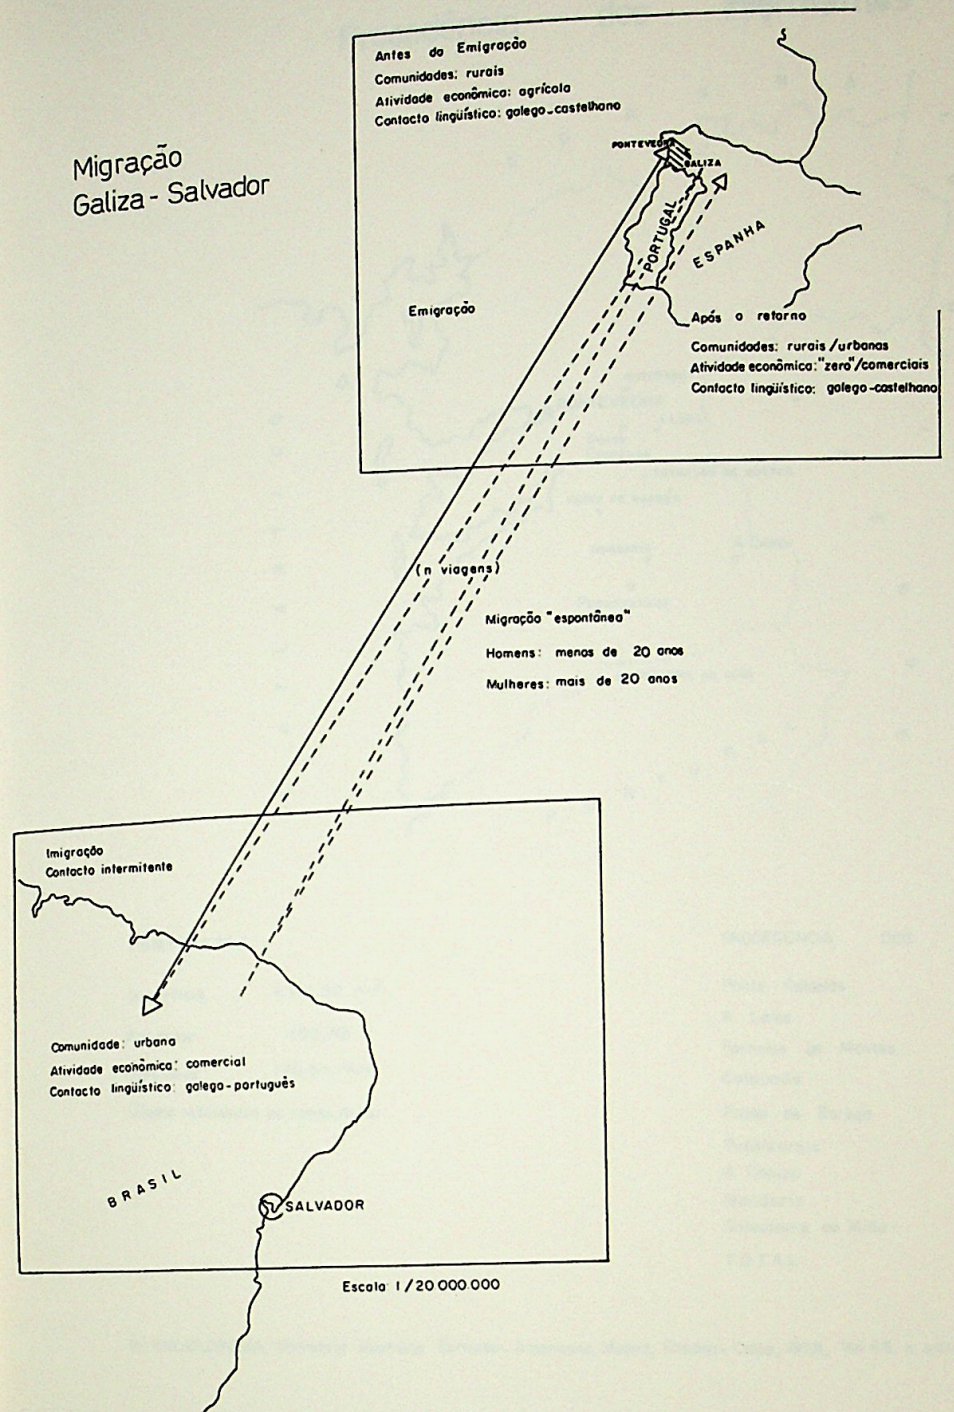 Migração
Galiza - Salvador
Antes da Emigração
Comunidades: rurais
Atividade econômica: agrícola
Contacto lingüístico: galego-castelhano
PONTEVEDRA
GALIZA
PORTUGAL
ESPANHA
Emigração
Após o retorno
Comunidades: rurais/urbanas
Atividade econômica: "zero"/comerciais
Contacto lingüístico: galego-castelhano
(n viagens)
Migração "espontânea"
Homens: menos de 20 anos
Mulheres: mais de 20 anos
Imigração
Contacto intermitente
Comunidade: urbana
Atividade econômica: comercial
Contacto lingüístico: galego-português
BRASIL
SALVADOR
Escala 1/20 000.000